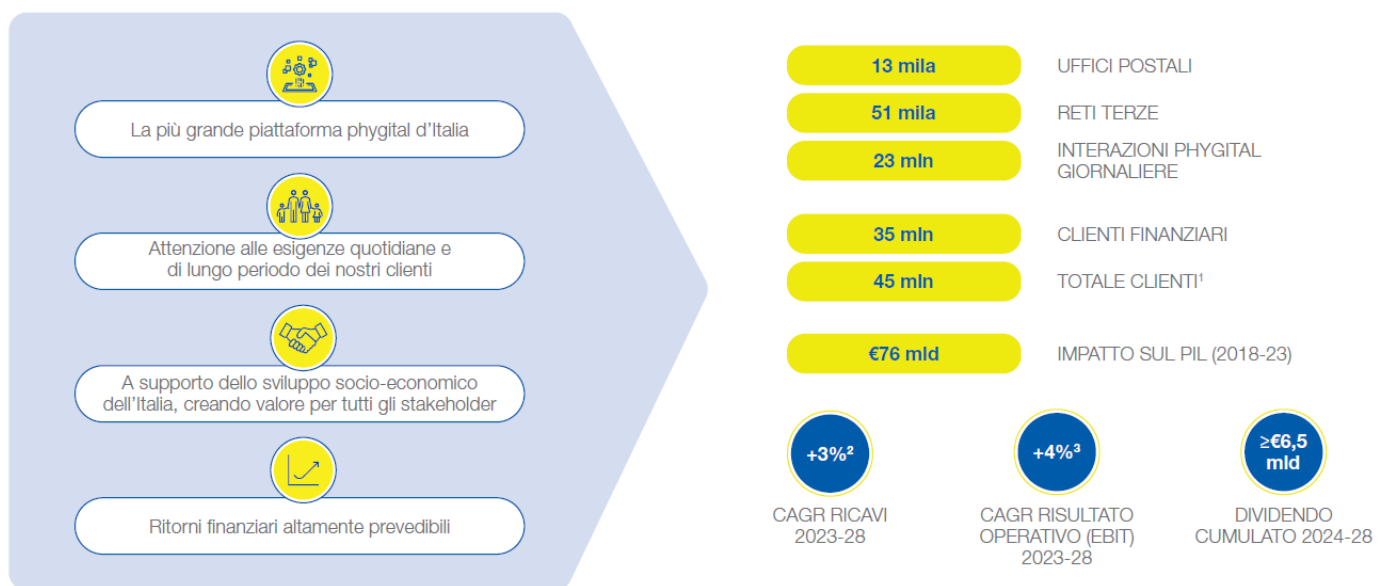 La più grande piattaforma phygital d'Italia
Attenzione alle esigenze quotidiane e
di lungo periodo dei nostri clienti
A supporto dello sviluppo socio-economico
dell'Italia, creando valore per tutti gli stakeholder
Ritorni finanziari altamente prevedibili
13 mila
UFFICI POSTALI
51 mila
RETI TERZE
23 mln
INTERAZIONI PHYGITAL
GIORNALIERE
35 mln
CLIENTI FINANZIARI
45 mln
TOTALE CLIENTI¹
€76 mld
IMPATTO SUL PIL (2018-23)
+3%²
CAGR RICAVI
2023-28
+4%³
CAGR RISULTATO
OPERATIVO (EBIT)
2023-28
≥€6,5
mld
DIVIDENDO
CUMULATO 2024-28